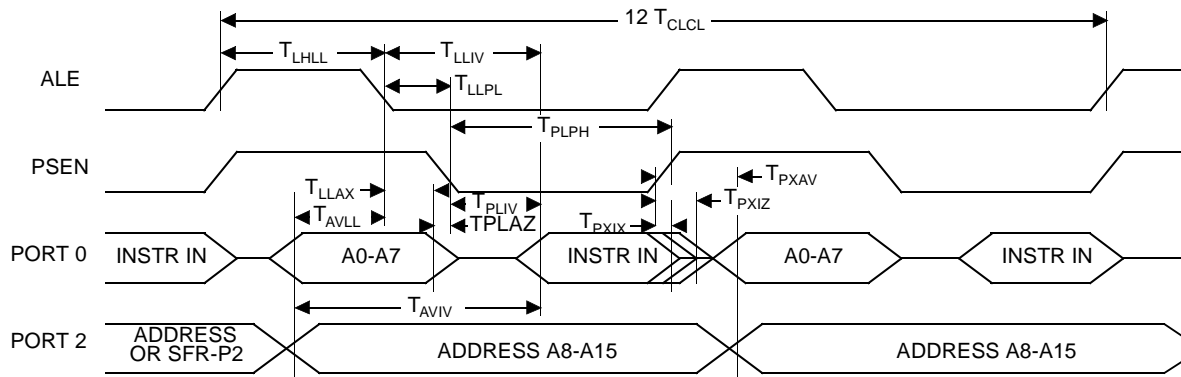 12 TCLCL
TLHLL TLLIV
ALE
TLLPL
TPLPH
PSEN
TLLAX TPXAV
TPLIV TPXIZ
TAVLL TPLAZ TPXIX
PORT 0 INSTR IN A0-A7 INSTR IN A0-A7 INSTR IN
TAVIV
PORT 2 ADDRESS
OR SFR-P2 ADDRESS A8-A15 ADDRESS A8-A15